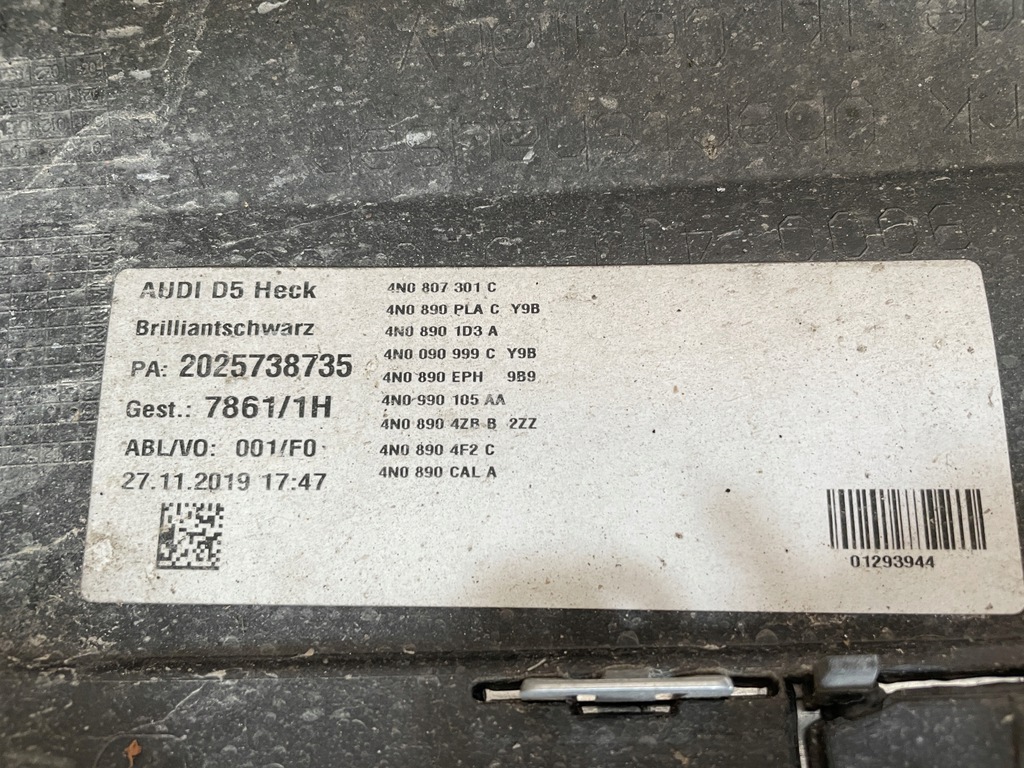 AUDI D5 Heck
Brilliantschwarz
PA: 2025738735
Gest.: 7861/1H
ABL/VO: 001/F0
27.11.2019 17:47
4N0 807 301 C
4N0 890 PLA C Y9B
4N0 890 1D3 A
4N0 090 999 C Y9B
4N0 890 EPH 9B9
4N0 990 105 AA
4N0 890 4ZB B 2ZZ
4N0 890 4F2 C
4N0 890 CAL A
01293944